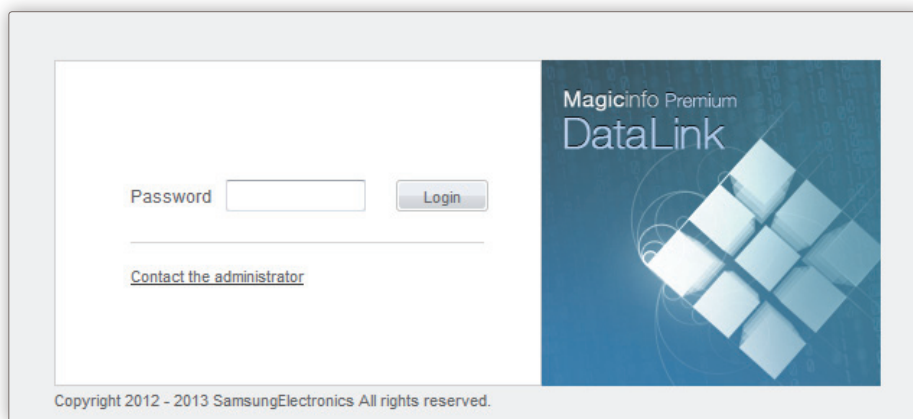 Magicinfo Premium
DataLink
Password
Login
Contact the administrator
Copyright 2012 - 2013 SamsungElectronics All rights reserved.